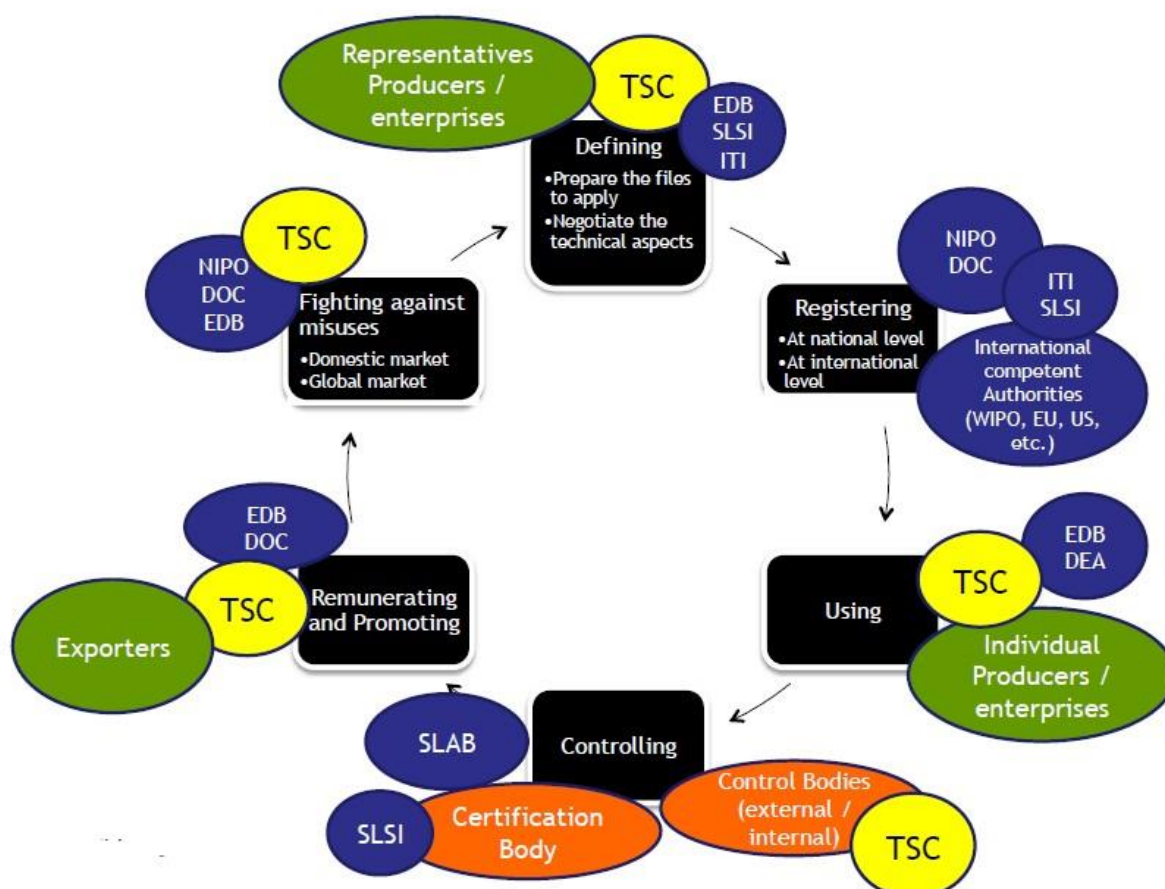 Representatives
Producers /
enterprises
TSC
EDB
SLSI
ITI
Defining
•Prepare the files
to apply
•Negotiate the
technical aspects
NIPO
DOC
ITI
SLSI
Registering
•At national level
•At international
level
International
competent
Authorities
(WIPO, EU, US,
etc.)
EDB
DEA
TSC
Using
Individual
Producers /
enterprises
Controlling
Control Bodies
(external /
internal)
TSC
SLAB
SLSI
Certification
Body
EDB
DOC
TSC
Exporters
Remunerating
and Promoting
TSC
NIPO
DOC
EDB
Fighting against
misuses
•Domestic market
•Global market